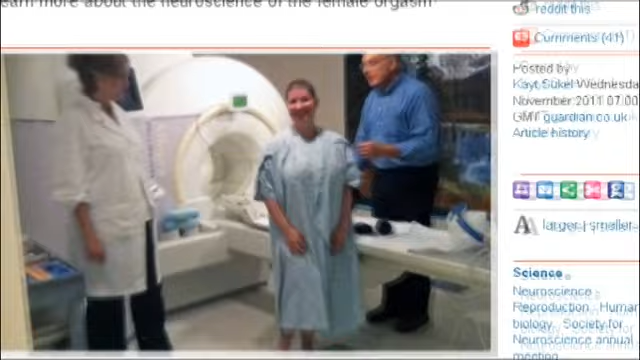 more about the neuroscience of the female orgasm
reddit this
Comments (41)
Posted by
Kayt Sukel Wednesda
November 2011 07.00
GMT guardian.co.uk
Article history
larger | smaller
Science
Neuroscience
Reproduction · Human
biology · Society for
Neuroscience annual
meeting